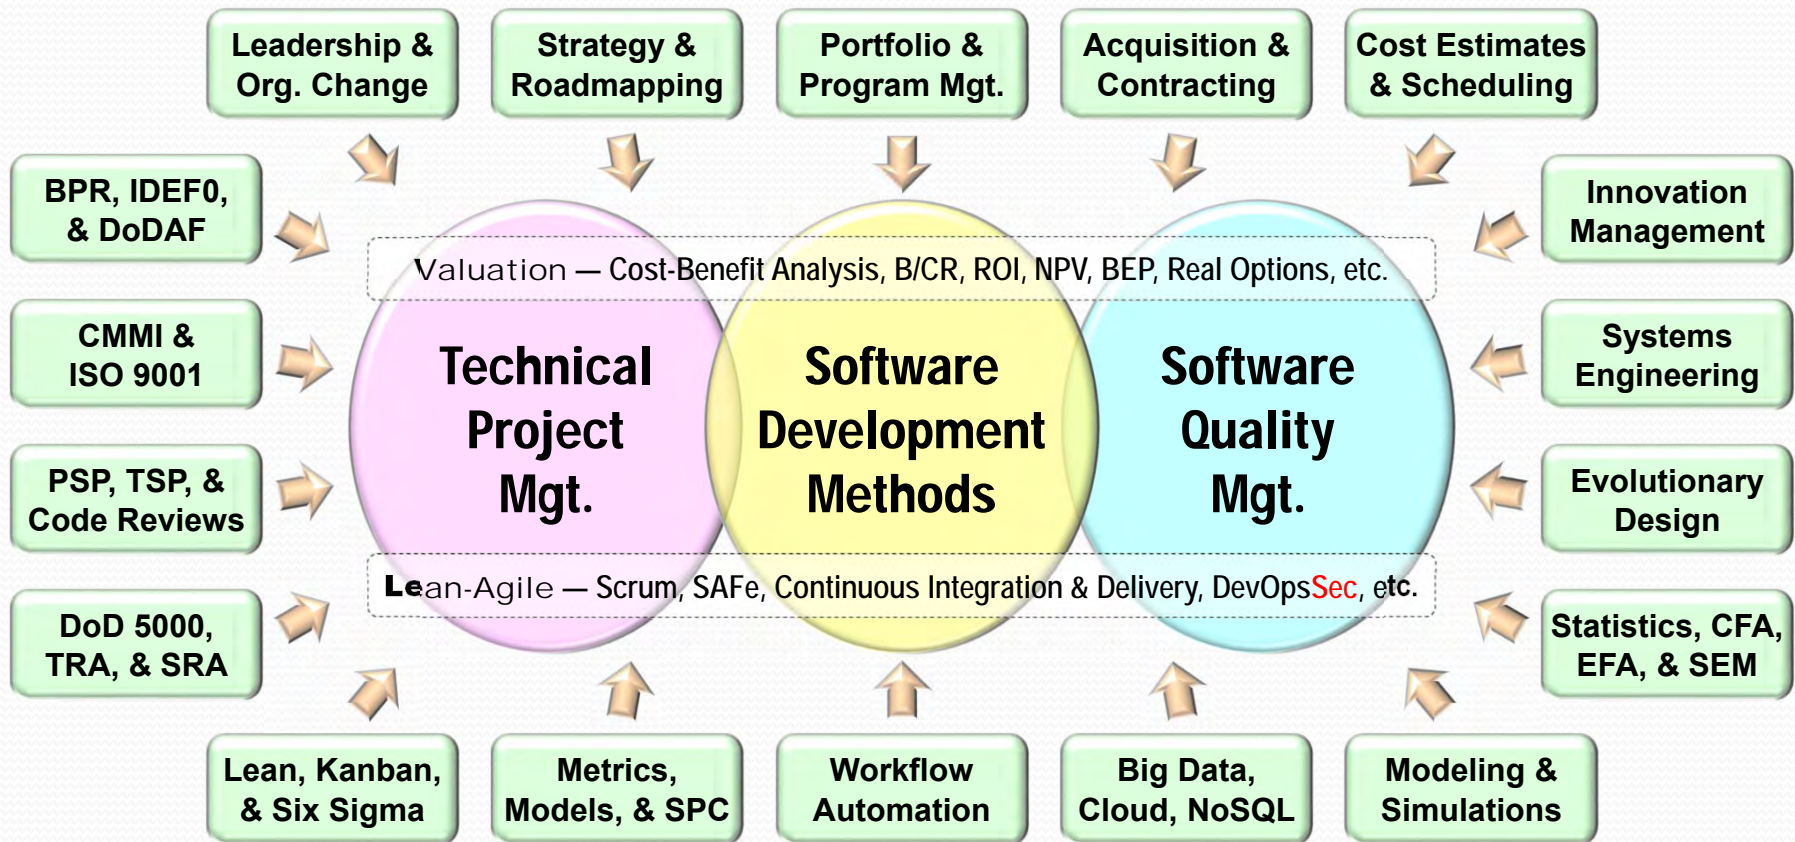 Leadership &
Org. Change
Strategy &
Roadmapping
Portfolio &
Program Mgt.
Acquisition &
Contracting
Cost Estimates
& Scheduling
BPR, IDEF0,
& DoDAF
Innovation
Management
Valuation — Cost-Benefit Analysis, B/CR, ROI, NPV, BEP, Real Options, etc.
CMMI &
ISO 9001
Technical
Project
Mgt.
Software
Development
Methods
Software
Quality
Mgt.
Systems
Engineering
PSP, TSP, &
Code Reviews
Evolutionary
Design
Lean-Agile — Scrum, SAFe, Continuous Integration & Delivery, DevOpsSec, etc.
DoD 5000,
TRA, & SRA
Statistics, CFA,
EFA, & SEM
Lean, Kanban,
& Six Sigma
Metrics,
Models, & SPC
Workflow
Automation
Big Data,
Cloud, NoSQL
Modeling &
Simulations